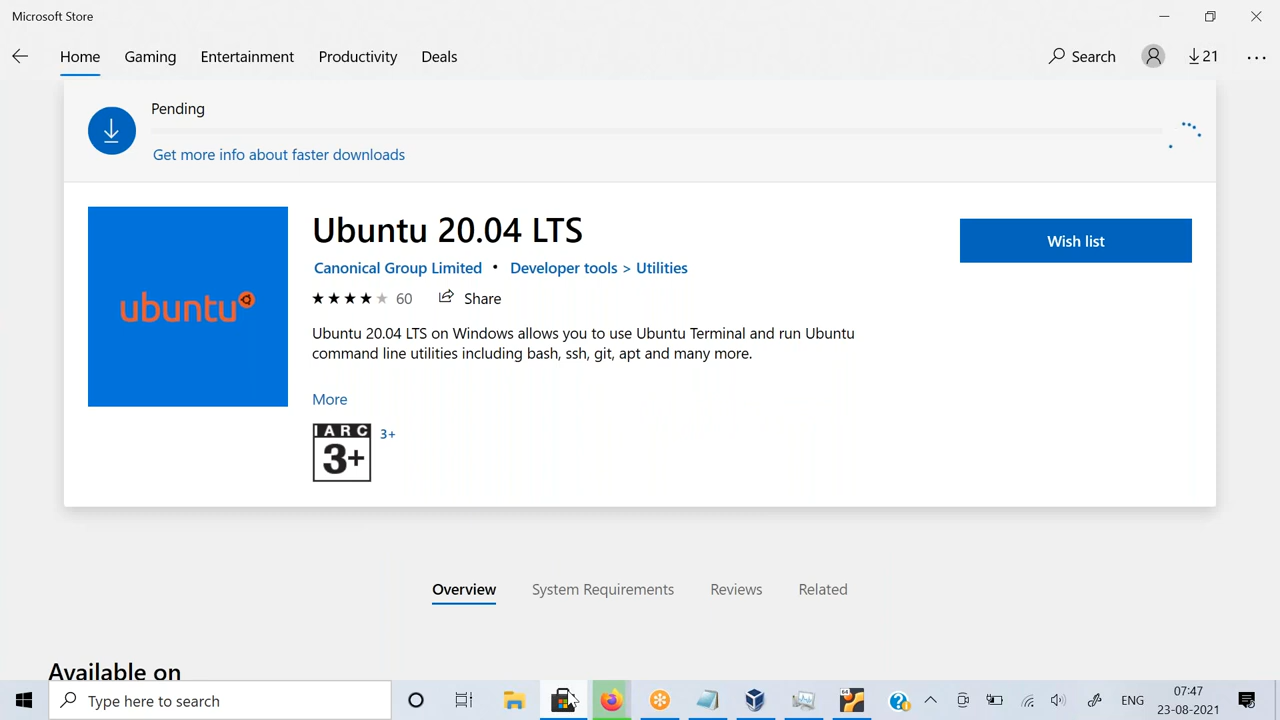 Microsoft Store
Home Gaming Entertainment Productivity Deals Search 21
Pending
Get more info about faster downloads
ubuntu
Ubuntu 20.04 LTS
Wish list
Canonical Group Limited • Developer tools > Utilities
60 Share
Ubuntu 20.04 LTS on Windows allows you to use Ubuntu Terminal and run Ubuntu
command line utilities including bash, ssh, git, apt and many more.
More
IARC
3+
3+
Overview System Requirements Reviews Related
Available on
Type here to search
ENG
07:47
23-08-2021